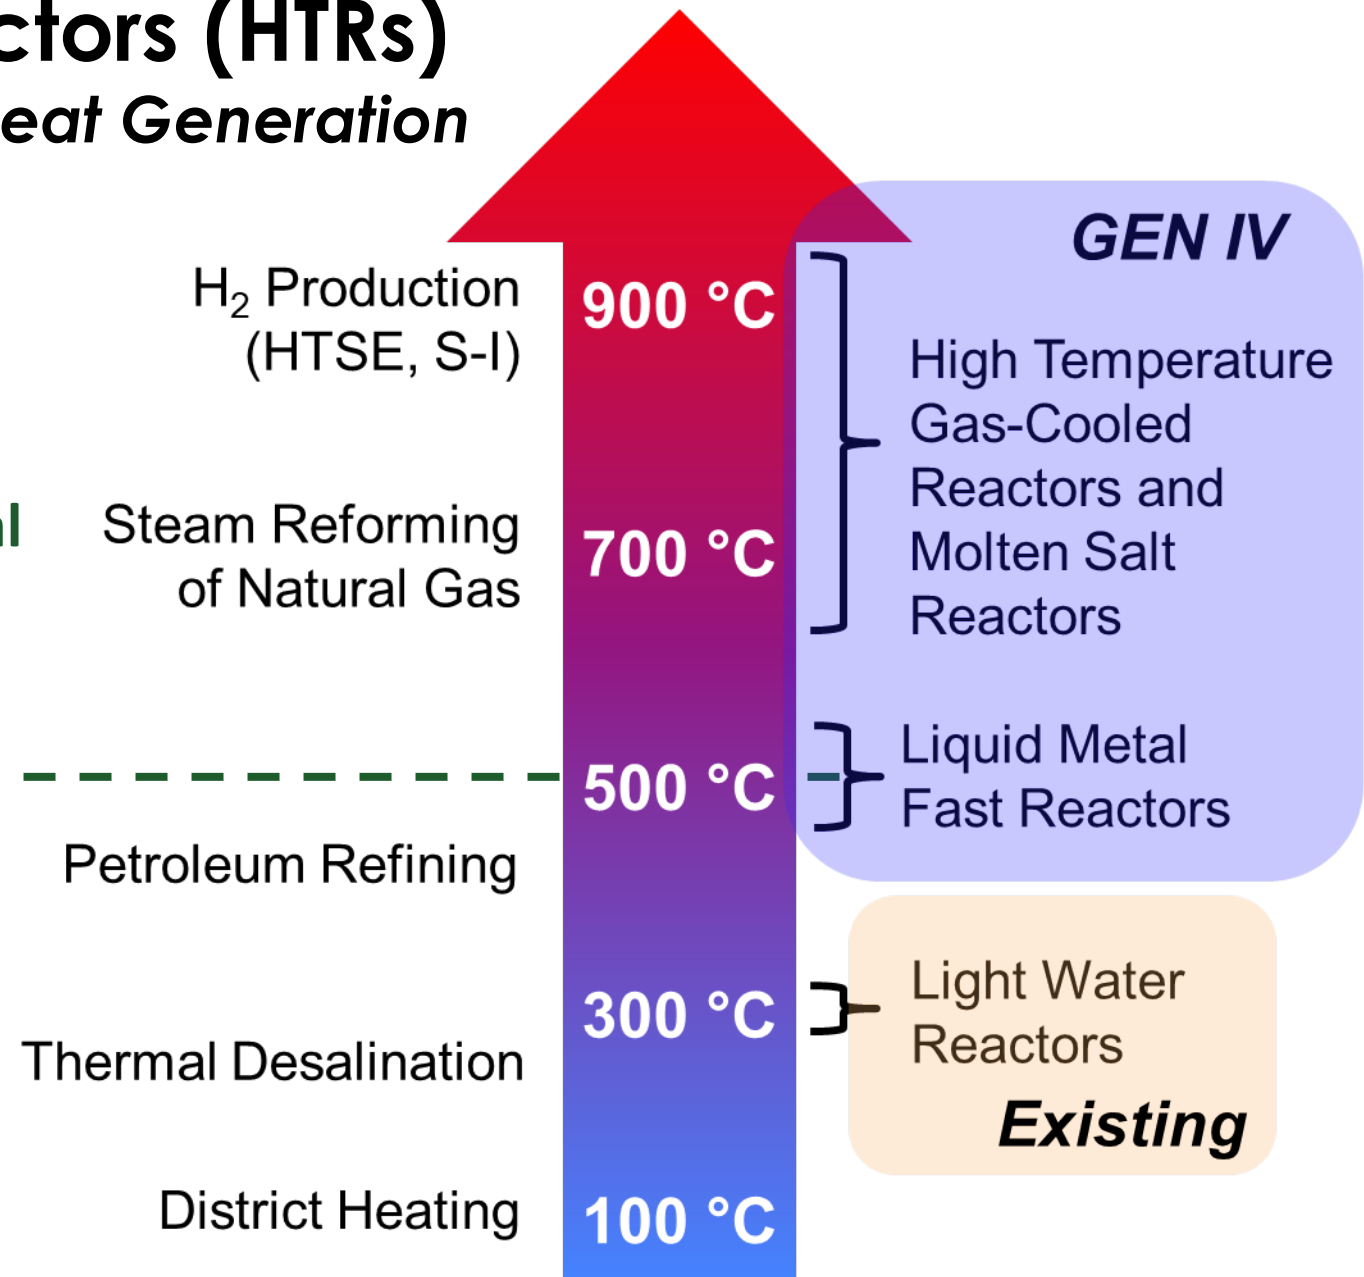 ctors (HTRs)
eat Generation
GEN IV
H₂ Production
(HTSE, S-I)
900 °C
High Temperature
Gas-Cooled
Reactors and
Molten Salt
Reactors
l
Steam Reforming
of Natural Gas
700 °C
Liquid Metal
Fast Reactors
500 °C
Petroleum Refining
300 °C
Light Water
Reactors
Existing
Thermal Desalination
District Heating
100 °C